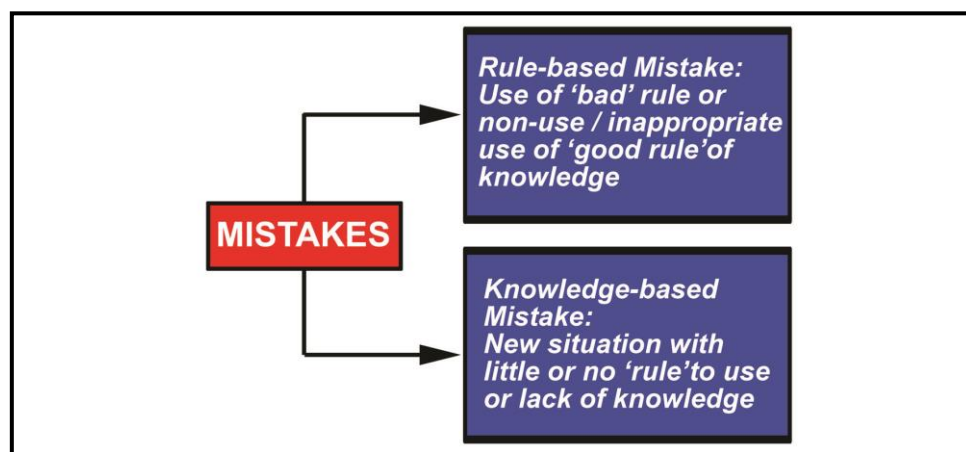 MISTAKES
Rule-based Mistake:
Use of ‘bad’ rule or
non-use / inappropriate
use of ‘good rule’of
knowledge
Knowledge-based
Mistake:
New situation with
little or no ‘rule’to use
or lack of knowledge